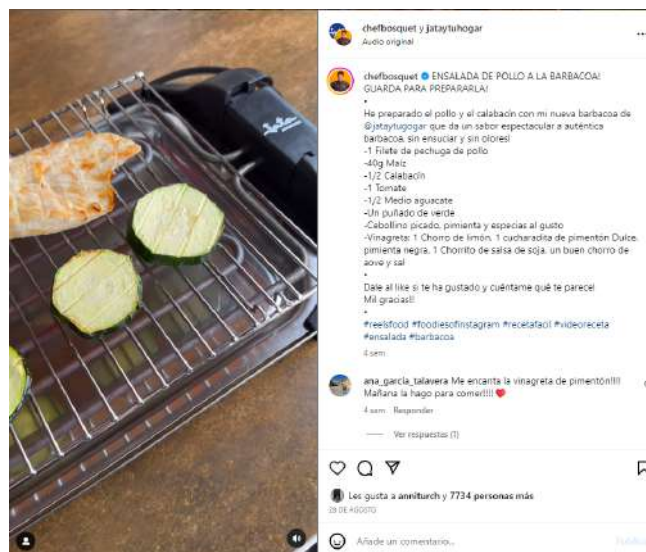 Jata
chefbosquet y jataytuhogar
Audio original
chefbosquet ENSALADA DE POLLO A LA BARBACOA!
GUARDA PARA PREPARARLA!
•
He preparado el pollo y el calabacín con mi nueva barbacoa de
@jataytugogar que da un sabor espectacular a auténtica
barbacoa, sin ensuciar y sin olores!
-1 Filete de pechuga de pollo
-40g Maíz
-1/2 Calabacín
-1 Tomate
-1/2 Medio aguacate
-Un puñado de verde
-Cebollino picado, pimienta y especias al gusto
-Vinagreta: 1 Chorro de limón, 1 cucharadita de pimentón Dulce,
pimienta negra, 1 Chorrito de salsa de soja, un buen chorro de
aove y sal
•
Dale al like si te ha gustado y cuéntame qué te parece!
Mil gracias!!
•
#reelsfood #foodiesofinstagram #recetafacil #videoreceta
#ensalada #barbacoa
4 sem
ana_garcia_talavera Me encanta la vinagreta de pimentón!!!!
Mañana la hago para comer!!!! ❤️
4 sem Responder
Ver respuestas (1)
Les gusta a anniturch y 7734 personas más
29 DE AGOSTO
Añade un comentario... Publicar